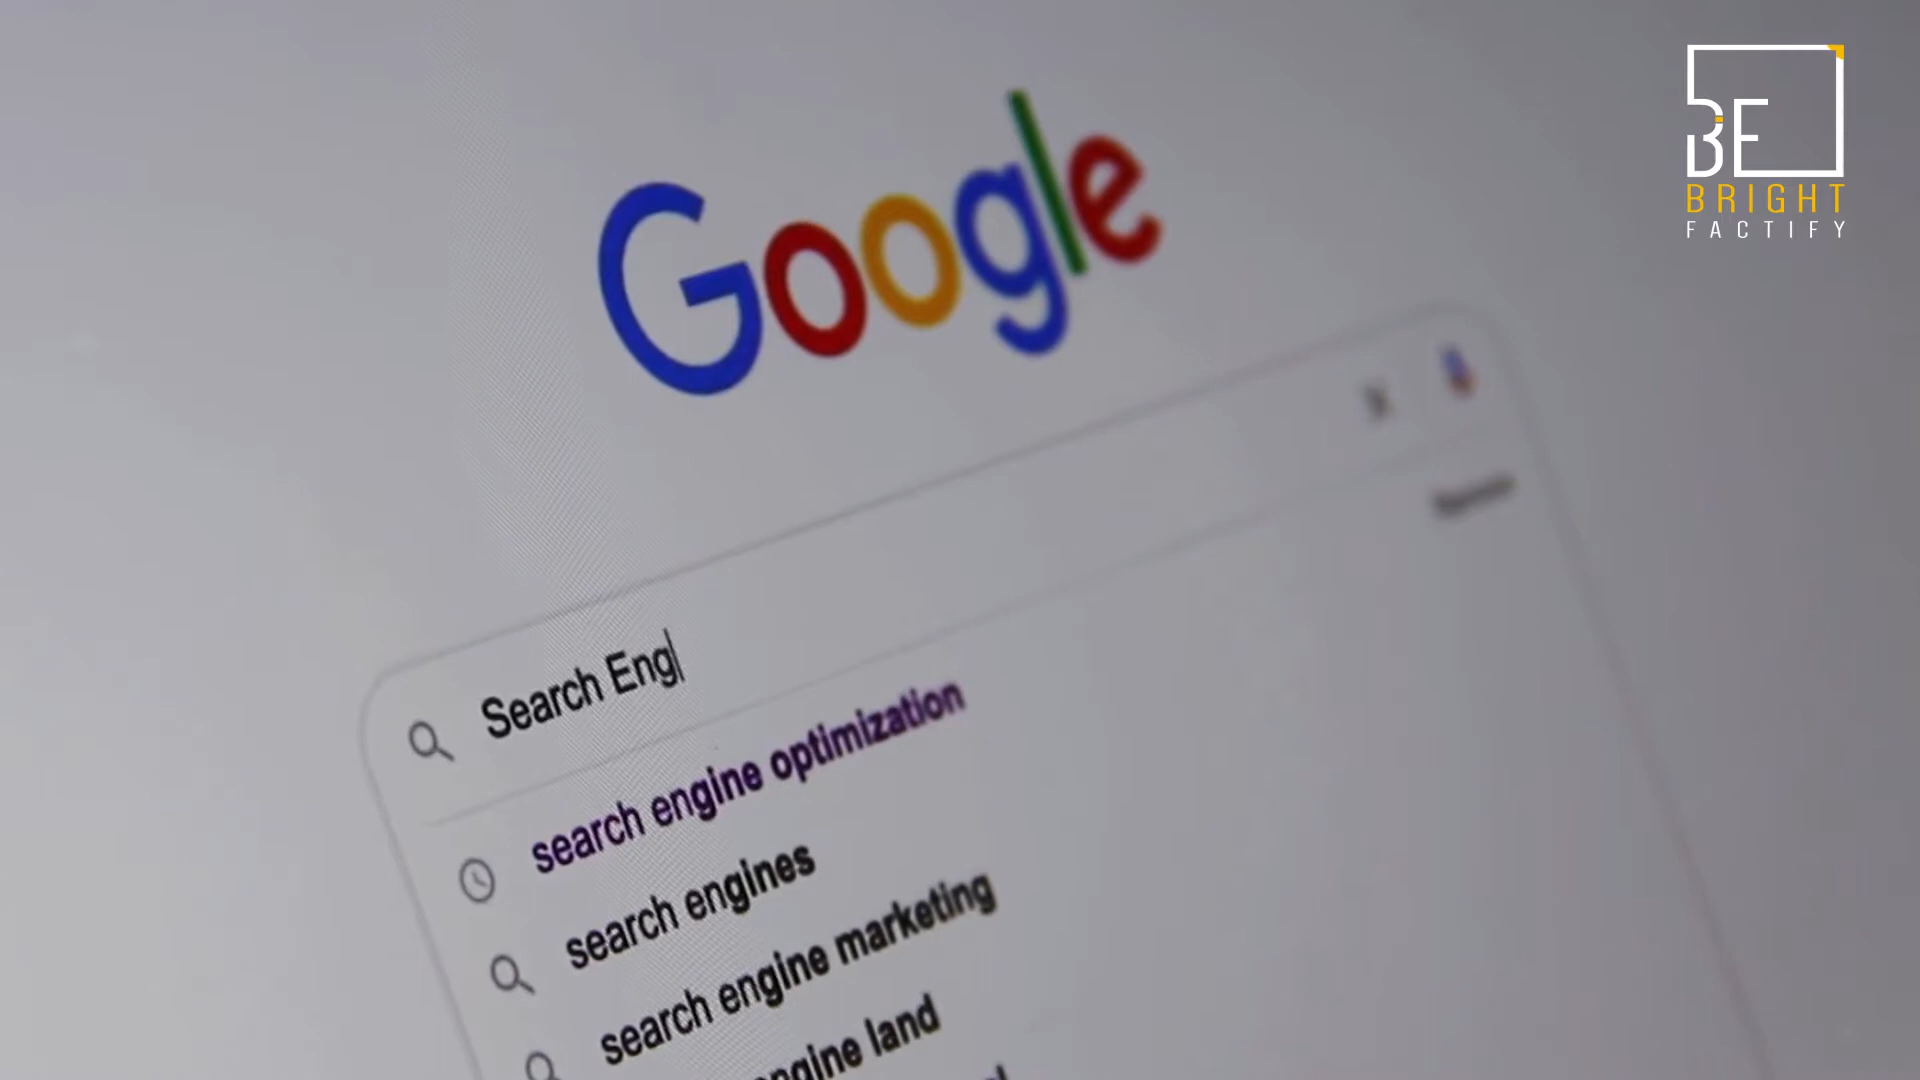 Google
BE
BRIGHT
FACTIFY
Search Eng
search engine optimization
search engines
search engine marketing
engine land